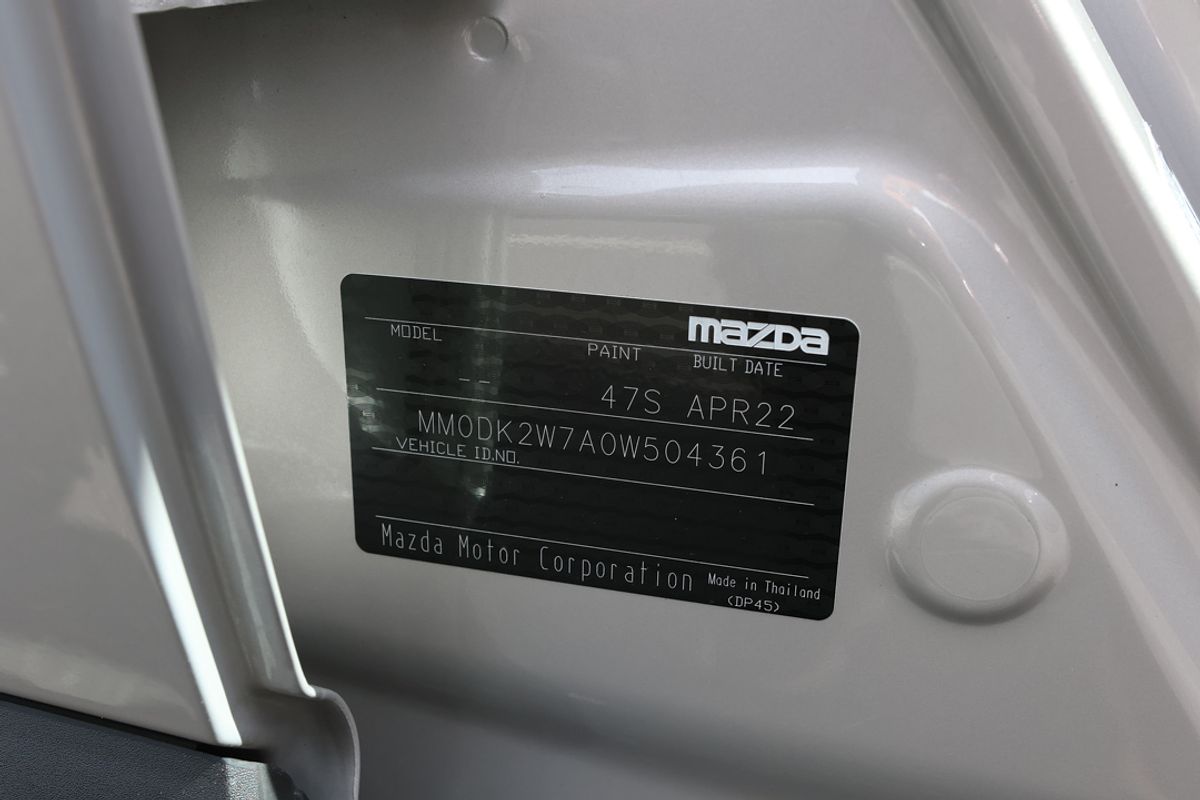 mazda
MODEL PAINT BUILT DATE
-- 47S APR22
MM0DK2W7A0W504361
VEHICLE ID.NO.
Mazda Motor Corporation Made in Thailand
(DP45)